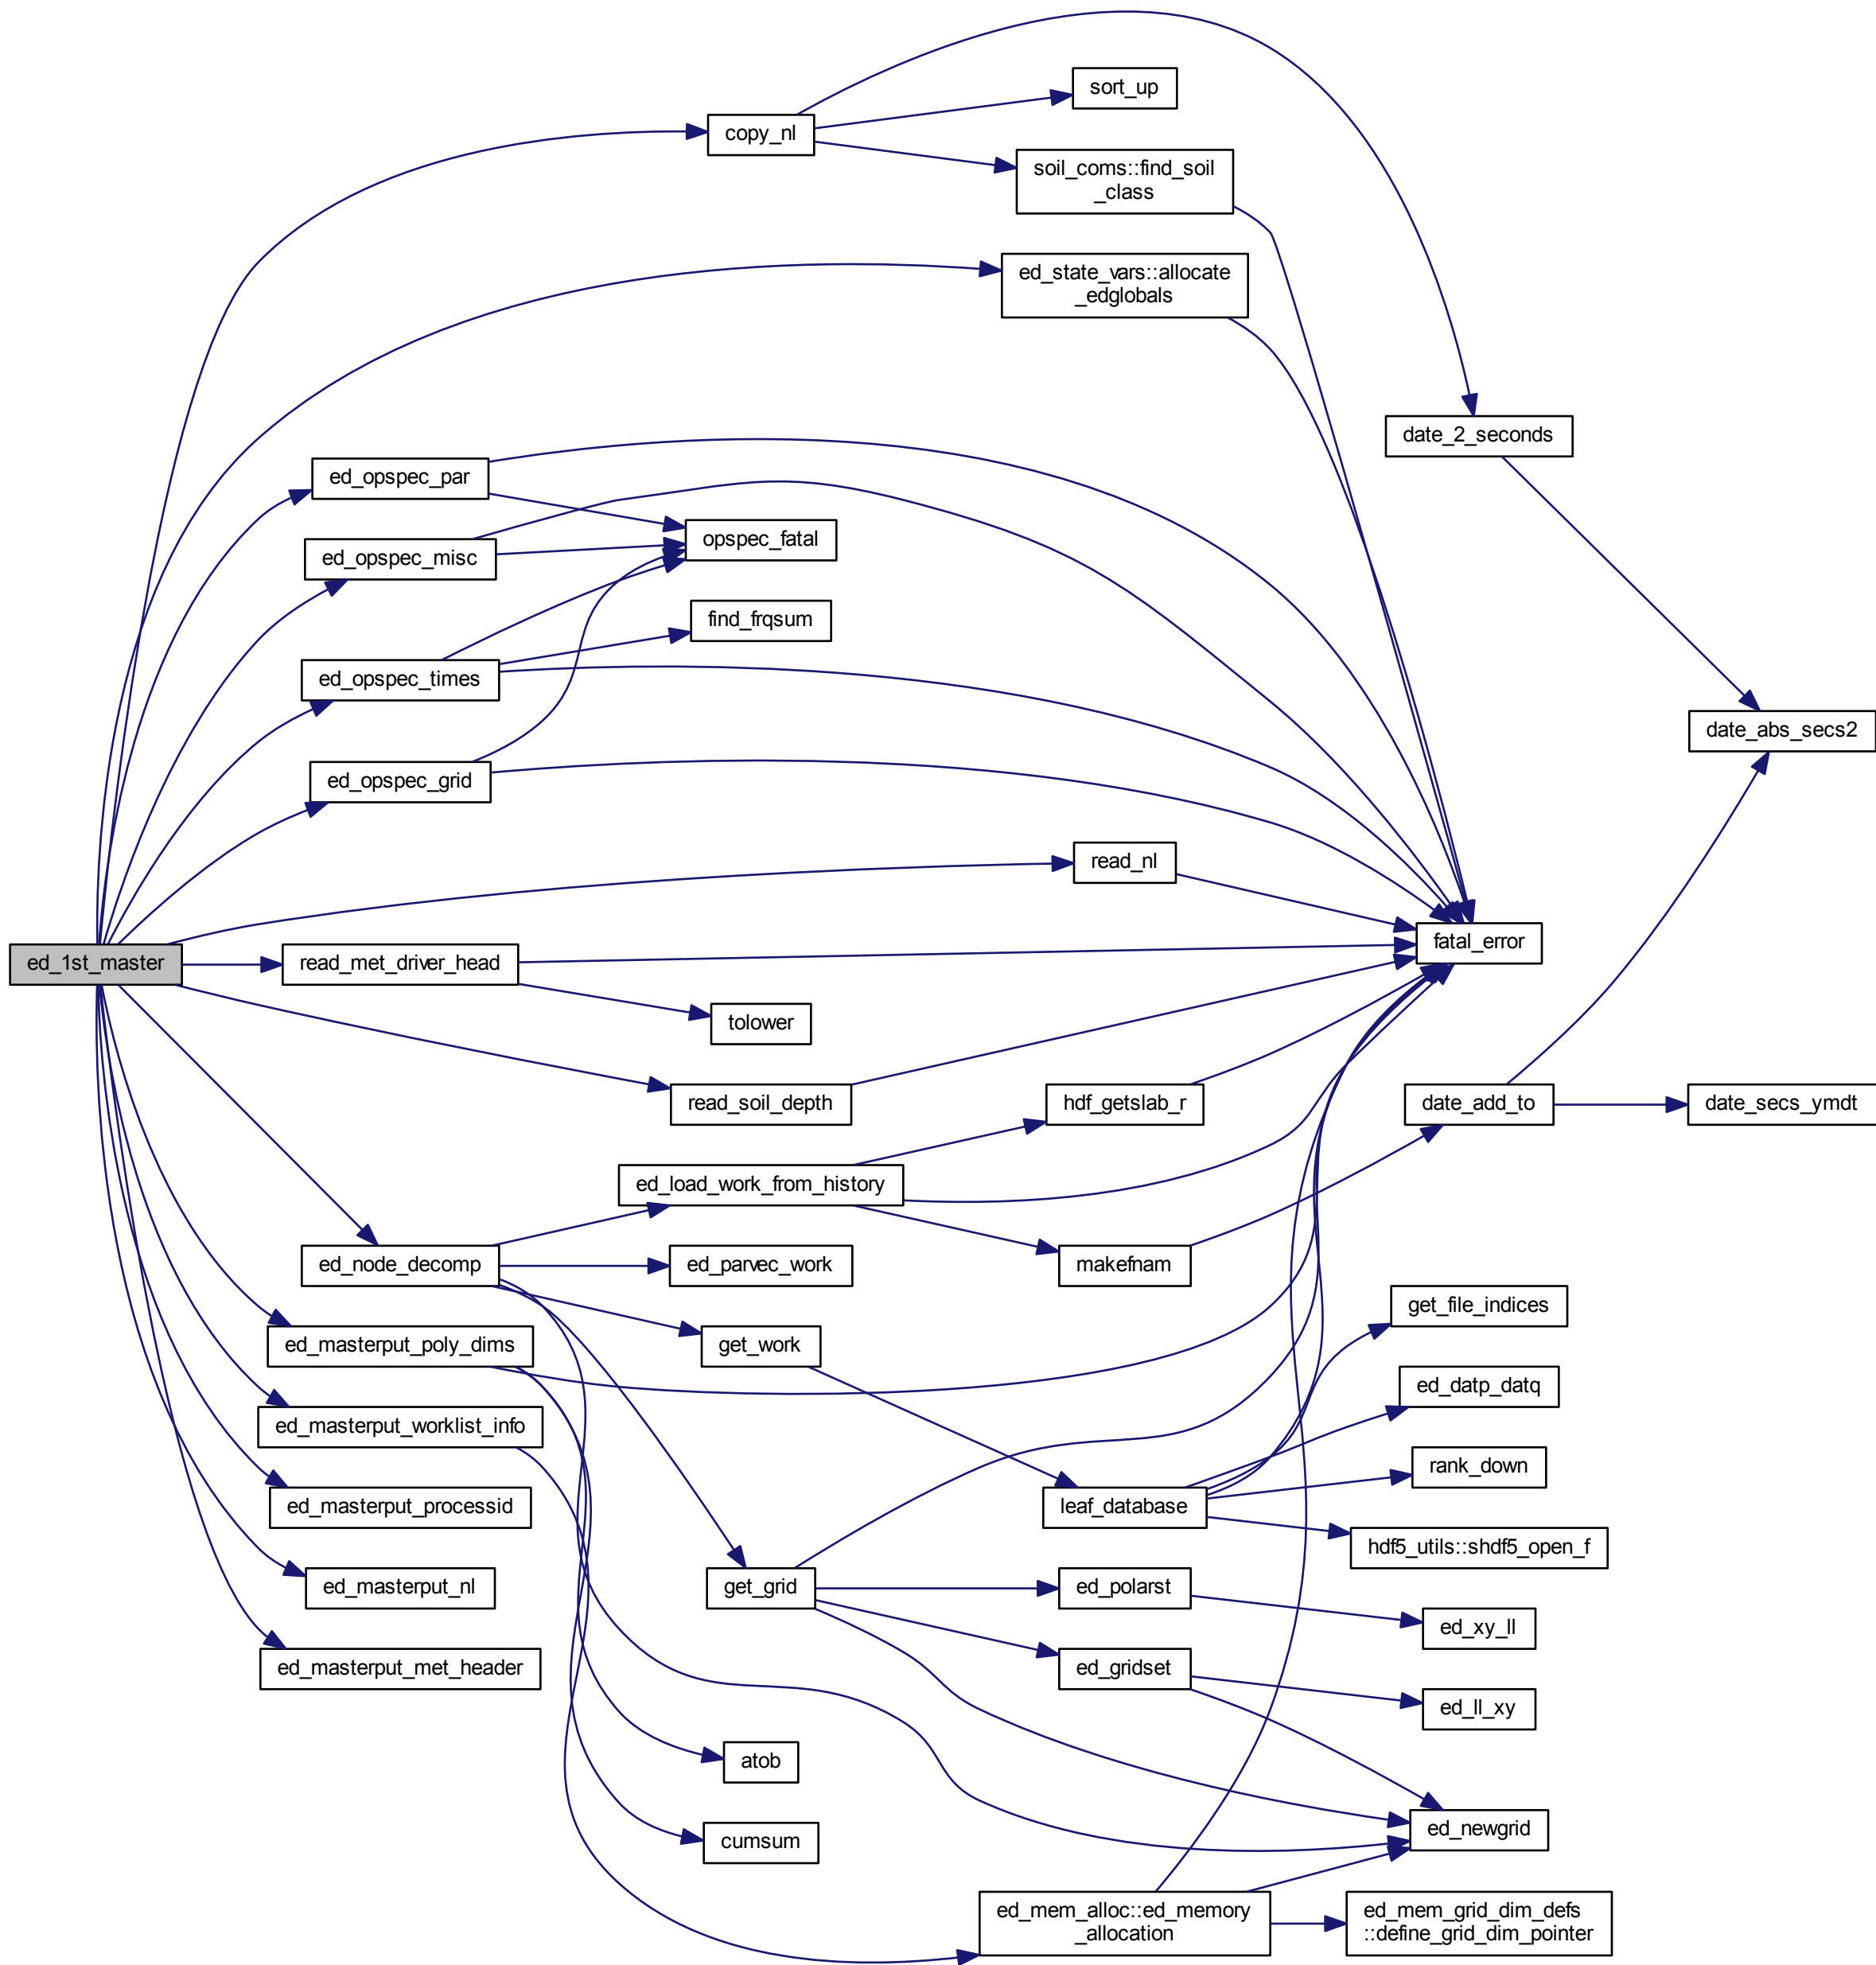 sort_up
copy_nl
soil_coms::find_soil
_class
ed_state_vars::allocate
_edglobals
date_2_seconds
ed_opspec_par
opspec_fatal
ed_opspec_misc
find_frqsum
ed_opspec_times
date_abs_secs2
ed_opspec_grid
read_nl
fatal_error
ed_1st_master
read_met_driver_head
tolower
read_soil_depth
hdf_getslab_r
date_add_to
date_secs_ymdt
ed_load_work_from_history
ed_node_decomp
ed_parvec_work
makefnam
get_file_indices
ed_masterput_poly_dims
get_work
ed_datp_datq
ed_masterput_worklist_info
rank_down
ed_masterput_processid
leaf_database
hdf5_utils::shdf5_open_f
ed_masterput_nl
get_grid
ed_polarst
ed_xy_ll
ed_masterput_met_header
ed_gridset
ed_ll_xy
atob
cumsum
ed_newgrid
ed_mem_alloc::ed_memory
_allocation
ed_mem_grid_dim_defs
::define_grid_dim_pointer